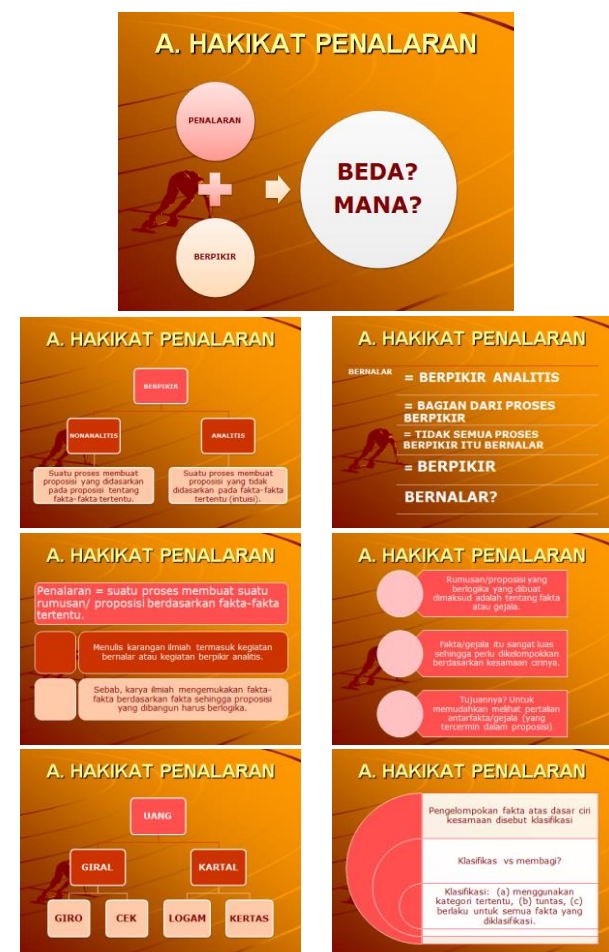 A. HAKIKAT PENALARAN
PENALARAN
BERPIKIR
BEDA?
MANA?
A. HAKIKAT PENALARAN
BERPIKIR
NONANALITIS
ANALITIS
Suatu proses membuat
proposisi yang didasarkan
pada proposisi tentang
fakta-fakta tertentu.
Suatu proses membuat
proposisi yang tidak
didasarkan pada fakta-fakta
tertentu (intuisi).
A. HAKIKAT PENALARAN
BERNALAR
= BERPIKIR ANALITIS
= BAGIAN DARI PROSES
BERPIKIR
= TIDAK SEMUA PROSES
BERPIKIR ITU BERNALAR
= BERPIKIR
BERNALAR?
A. HAKIKAT PENALARAN
Penalaran = suatu proses membuat suatu
rumusan/ proposisi berdasarkan fakta-fakta
tertentu.
Menulis karangan ilmiah termasuk kegiatan
bernalar atau kegiatan berpikir analitis.
Sebab, karya ilmiah mengemukakan fakta-
fakta berdasarkan fakta sehingga proposisi
yang dibangun harus berlogika.
A. HAKIKAT PENALARAN
Rumusan/proposisi yang
berlogika yang dibuat
dimaksud adalah tentang fakta
atau gejala.
Fakta/gejala itu sangat luas
sehingga perlu dikelompokkan
berdasarkan kesamaan cirinya.
Tujuannya? Untuk
memudahkan melihat pertalian
antarfakta/gejala (yang
tercermin dalam proposisi)
A. HAKIKAT PENALARAN
UANG
GIRAL
KARTAL
GIRO
CEK
LOGAM
KERTAS
A. HAKIKAT PENALARAN
Pengelompokan fakta atas dasar ciri
kesamaan disebut klasifikasi
Klasifikas vs membagi?
Klasifikasi: (a) menggunakan
kategori tertentu, (b) tuntas, (c)
berlaku untuk semua fakta yang
diklasifikasi.